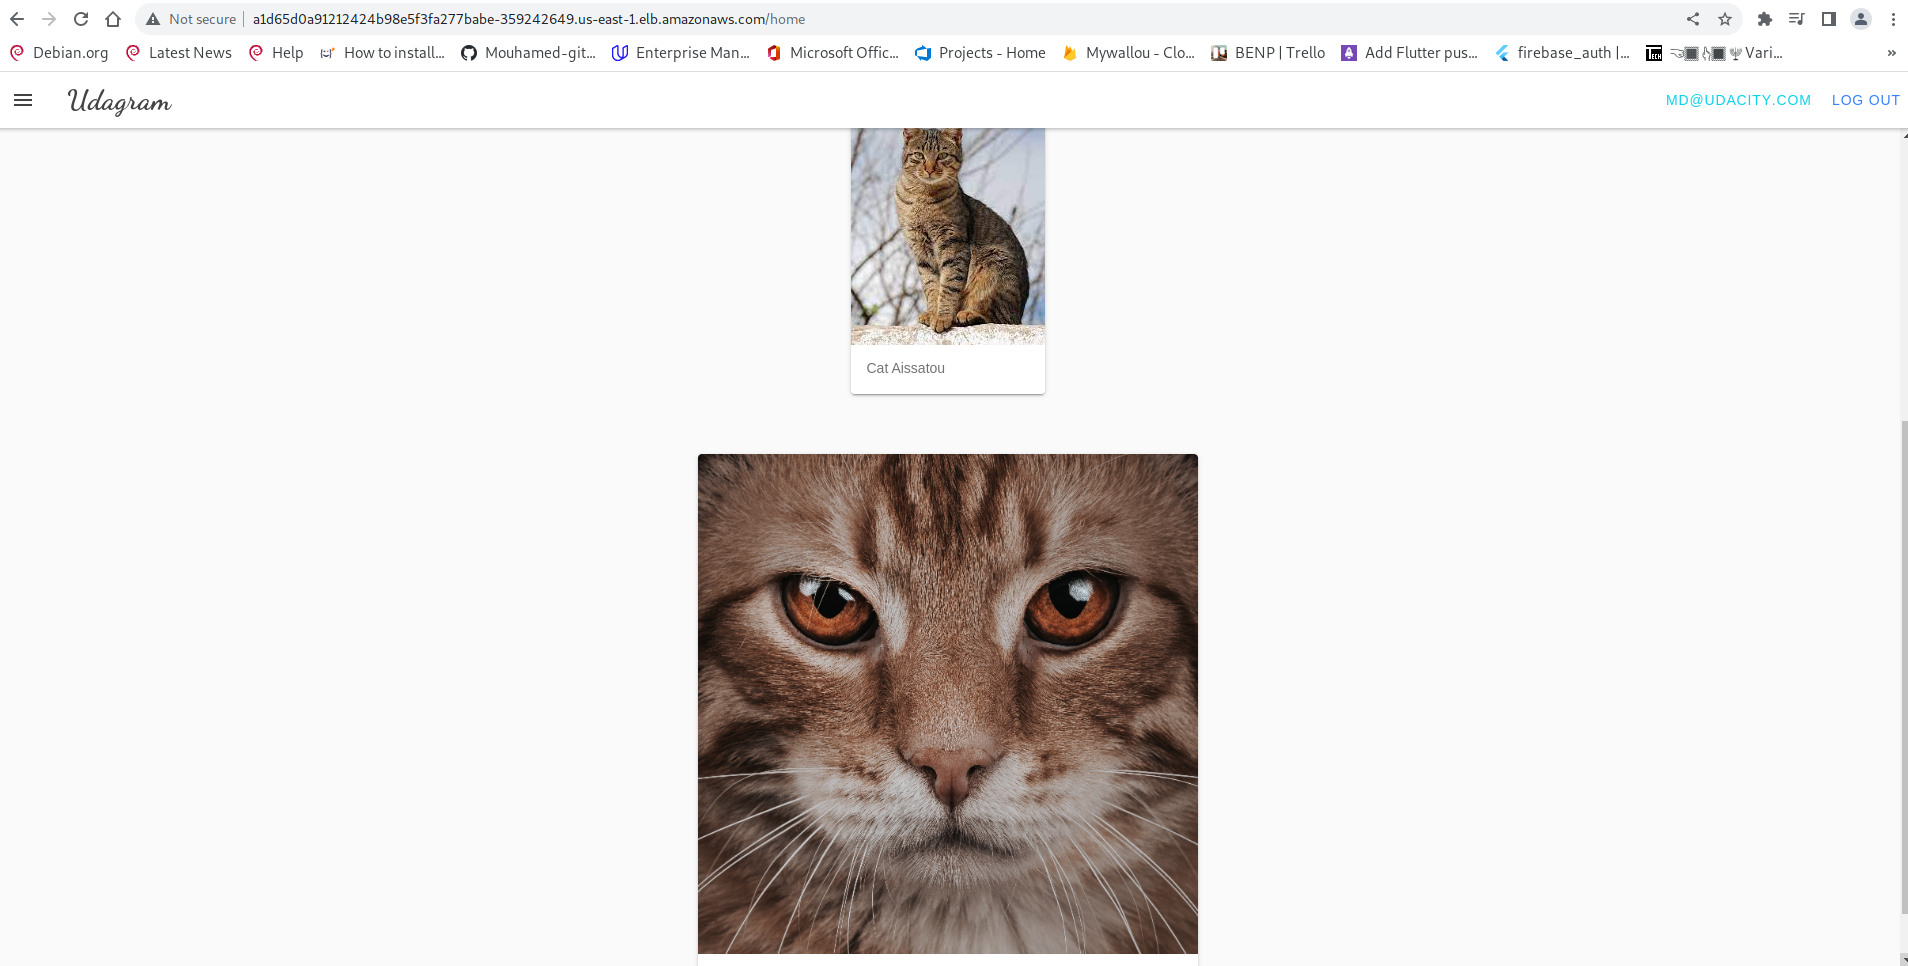 Not secure a1d65d0a91212424b98e5f3fa277babe-359242649.us-east-1.elb.amazonaws.com/home
Debian.org Latest News Help How to install... Mouhamed-git... Enterprise Man... Microsoft Offic... Projects - Home Mywallou - Clo... BENP | Trello Add Flutter pus... firebase_auth |... TECH Vari... »
Udagram MD@UDACITY.COM LOG OUT
Cat Aissatou